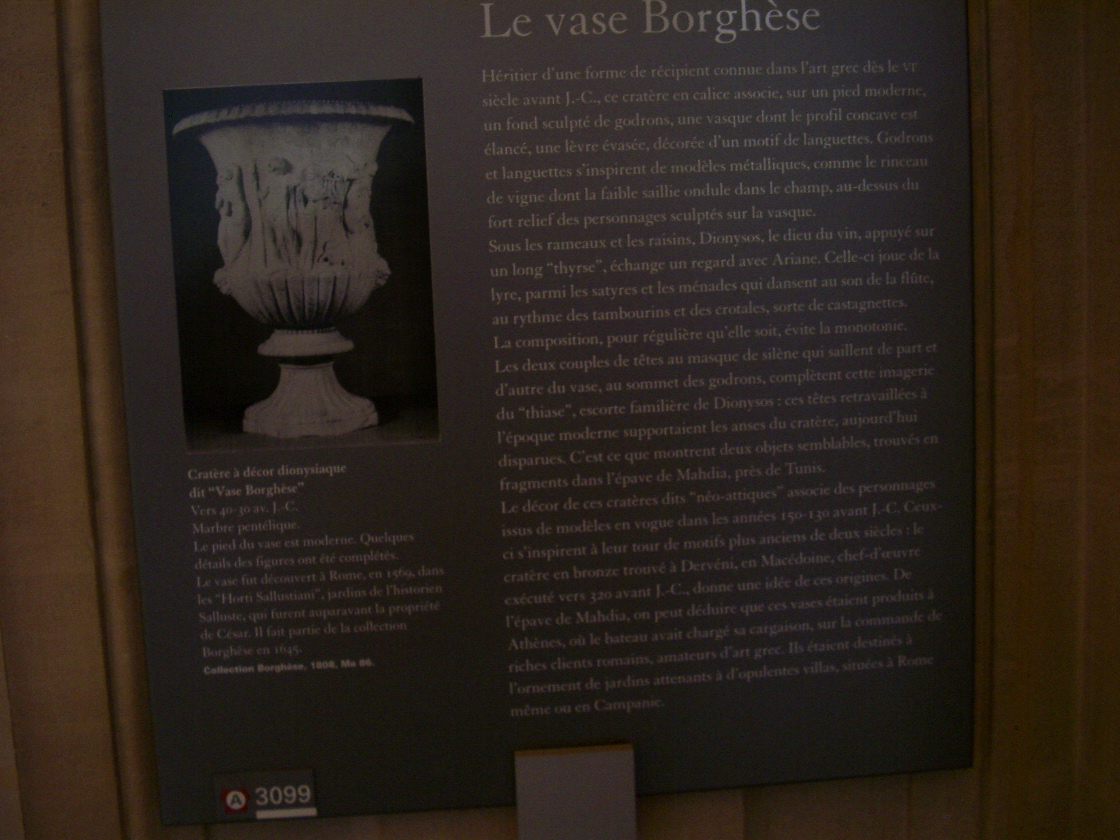 Le vase Borghèse
Héritier d'une forme de récipient connue dans l'art grec dès le VI
siècle avant J.-C., ce cratère en calice associe, sur un pied moderne,
un fond sculpté de godrons, une vasque dont le profil concave est
élancé, une lèvre évasée, décorée d'un motif de languettes. Godrons
et languettes s'inspirent de modèles métalliques, comme le rinceau
de vigne dont la faible saillie ondule dans le champ, au-dessus du
fort relief des personnages sculptés sur la vasque.
Sous les rameaux et les raisins, Dionysos, le dieu du vin, appuyé sur
un long "thyrse", échange un regard avec Ariane. Celle-ci joue de la
lyre, parmi les satyres et les ménades qui dansent au son de la flûte,
au rythme des tambourins et des crotales, sorte de castagnettes.
La composition, pour régulière qu'elle soit, évite la monotonie.
Les deux couples de têtes au masque de silène qui saillent de part et
d'autre du vase, au sommet des godrons, complètent cette imagerie
du "thiase", escorte familière de Dionysos : ces têtes retravaillées à
l'époque moderne supportaient les anses du cratère, aujourd'hui
disparues. C'est ce que montrent deux objets semblables, trouvés en
fragments dans l'épave de Mahdia, près de Tunis.
Le décor de ces cratères dits "néo-attiques" associe des personnages
issus de modèles en vogue dans les années 150-130 avant J.-C. Ceux-
ci s'inspirent à leur tour de motifs plus anciens de deux siècles : le
cratère en bronze trouvé à Dervéni, en Macédoine, chef-d'œuvre
exécuté vers 320 avant J.-C., donne une idée de ces origines. De
l'épave de Mahdia, on peut déduire que ces vases étaient produits à
Athènes, où le bateau avait chargé sa cargaison, sur la commande de
riches clients romains, amateurs d'art grec. Ils étaient destinés à
l'ornement de jardins attenants à d'opulentes villas, situées à Rome
même ou en Campanie.
Cratère à décor dionysiaque
dit "Vase Borghèse"
Vers 40-30 av. J.-C.
Marbre pentélique.
Le pied du vase est moderne. Quelques
détails des figures ont été complétés.
Le vase fut découvert à Rome, en 1569, dans
les "Horti Sallustiani", jardins de l'historien
Salluste, qui furent auparavant la propriété
de César. Il fait partie de la collection
Borghèse en 1645.
Collection Borghèse, 1808, Ma 86.
A 3099